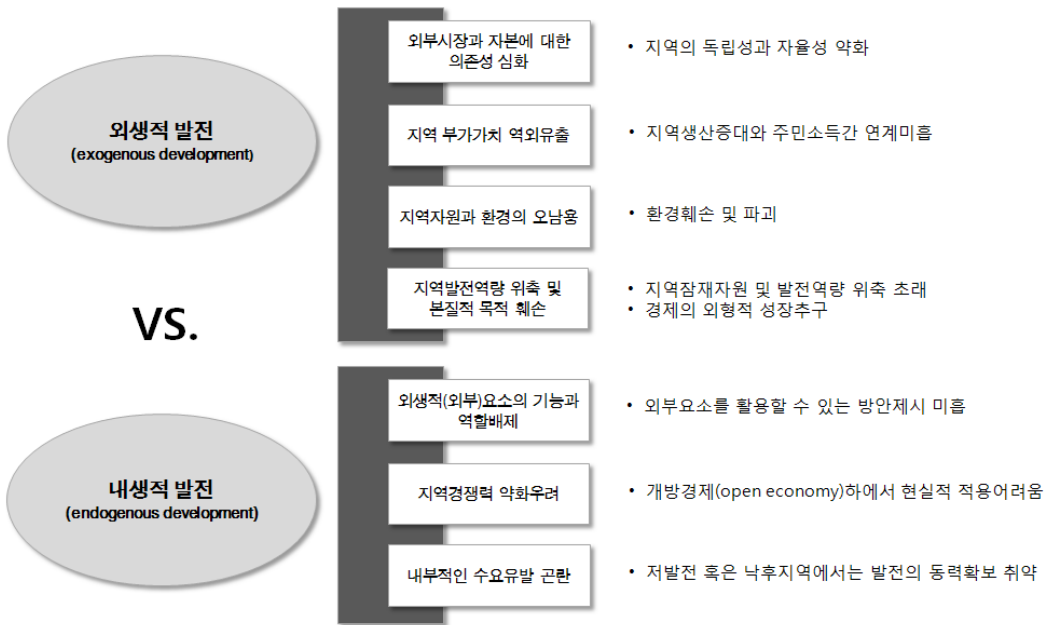 외생적 발전
(exogenous development)
외부시장과 자본에 대한
의존성 심화
• 지역의 독립성과 자율성 약화
지역 부가가치 역외유출
• 지역생산증대와 주민소득간 연계미흡
지역자원과 환경의 오남용
• 환경훼손 및 파괴
지역발전역량 위축 및
본질적 목적 훼손
• 지역잠재자원 및 발전역량 위축 초래
• 경제의 외형적 성장추구
VS.
내생적 발전
(endogenous development)
외생적(외부)요소의 기능과
역할배제
• 외부요소를 활용할 수 있는 방안제시 미흡
지역경쟁력 약화우려
• 개방경제(open economy)하에서 현실적 적용어려움
내부적인 수요유발 곤란
• 저발전 혹은 낙후지역에서는 발전의 동력확보 취약